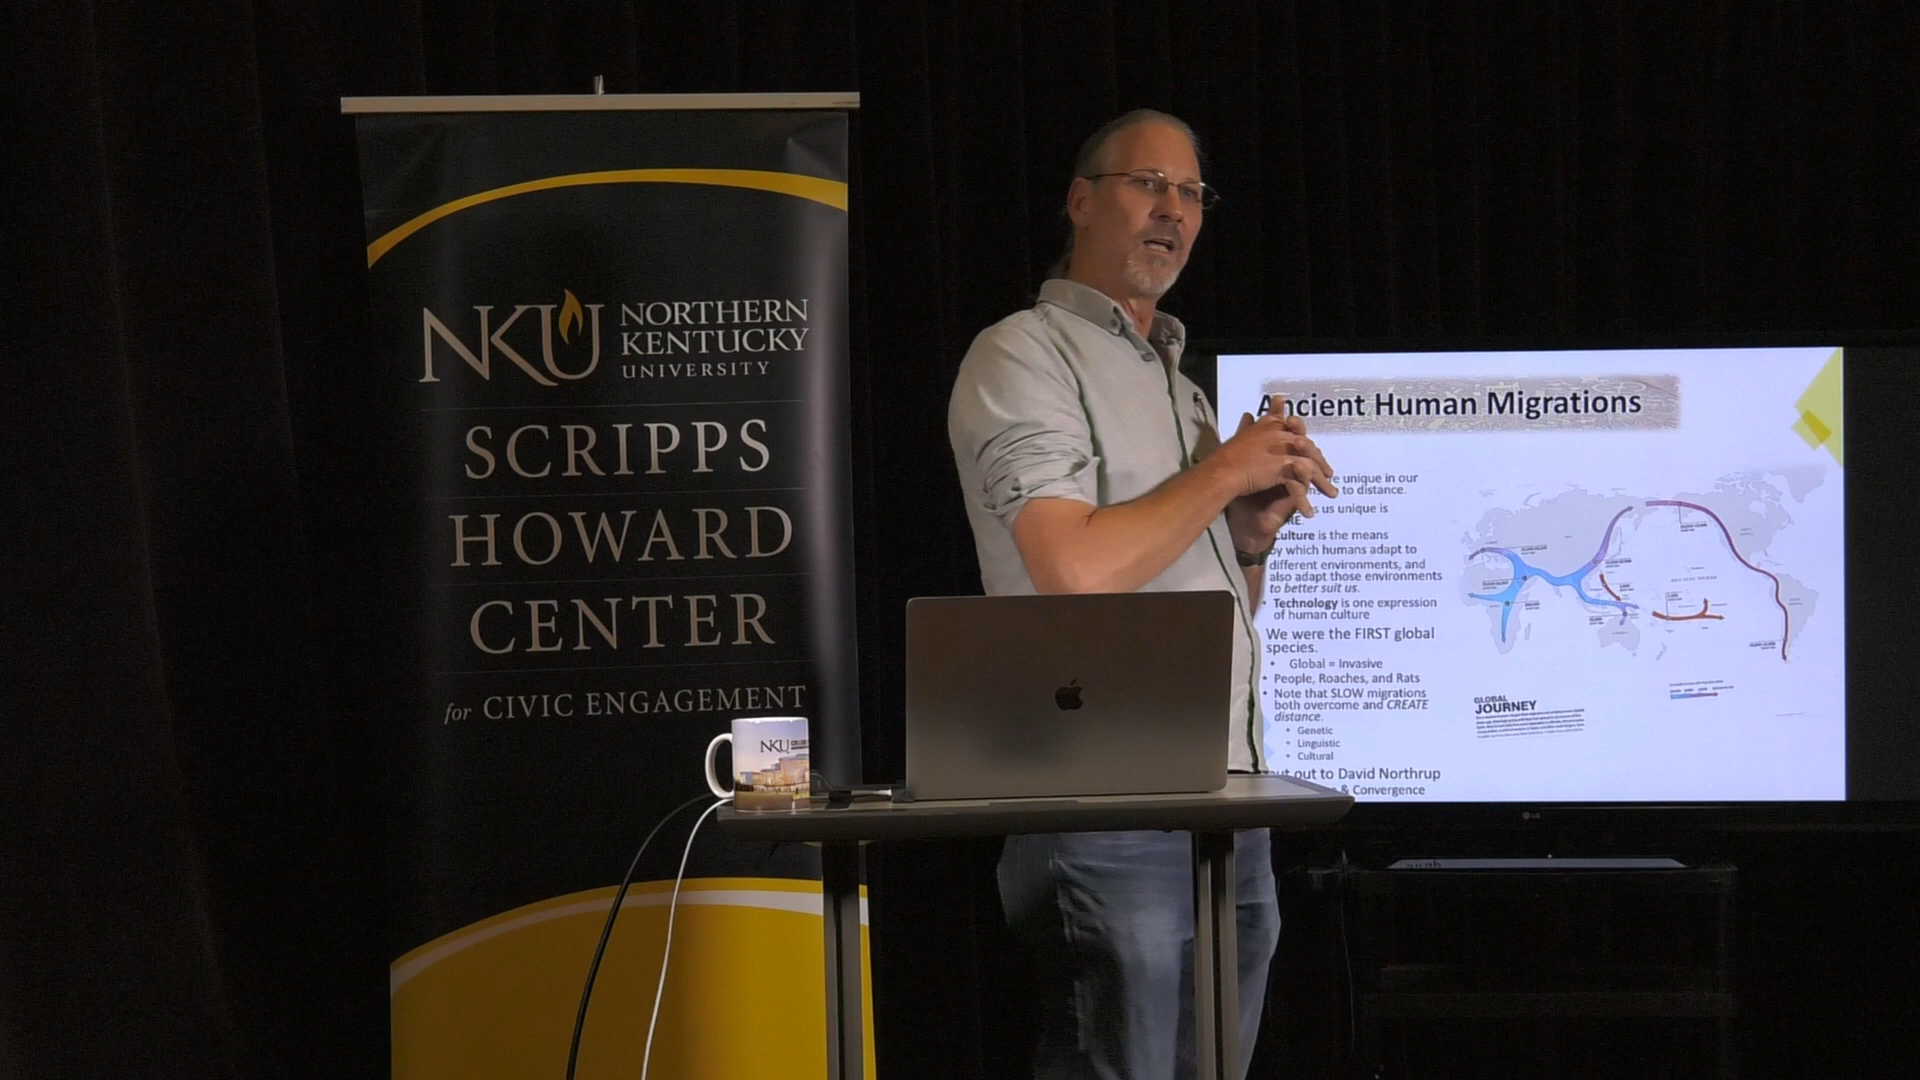 NKU NORTHERN
KENTUCKY
UNIVERSITY
SCRIPPS
HOWARD
CENTER
for CIVIC ENGAGEMENT
NKU
Ancient Human Migrations
unique in our
to distance.
us unique is
Culture is the means
by which humans adapt to
different environments, and
also adapt those environments
to better suit us.
• Technology is one expression
of human culture
We were the FIRST global
species.
• Global = Invasive
• People, Roaches, and Rats
• Note that SLOW migrations
both overcome and CREATE
distance.
• Genetic
• Linguistic
• Cultural
out to David Northrup
& Convergence
GLOBAL
JOURNEY
LG